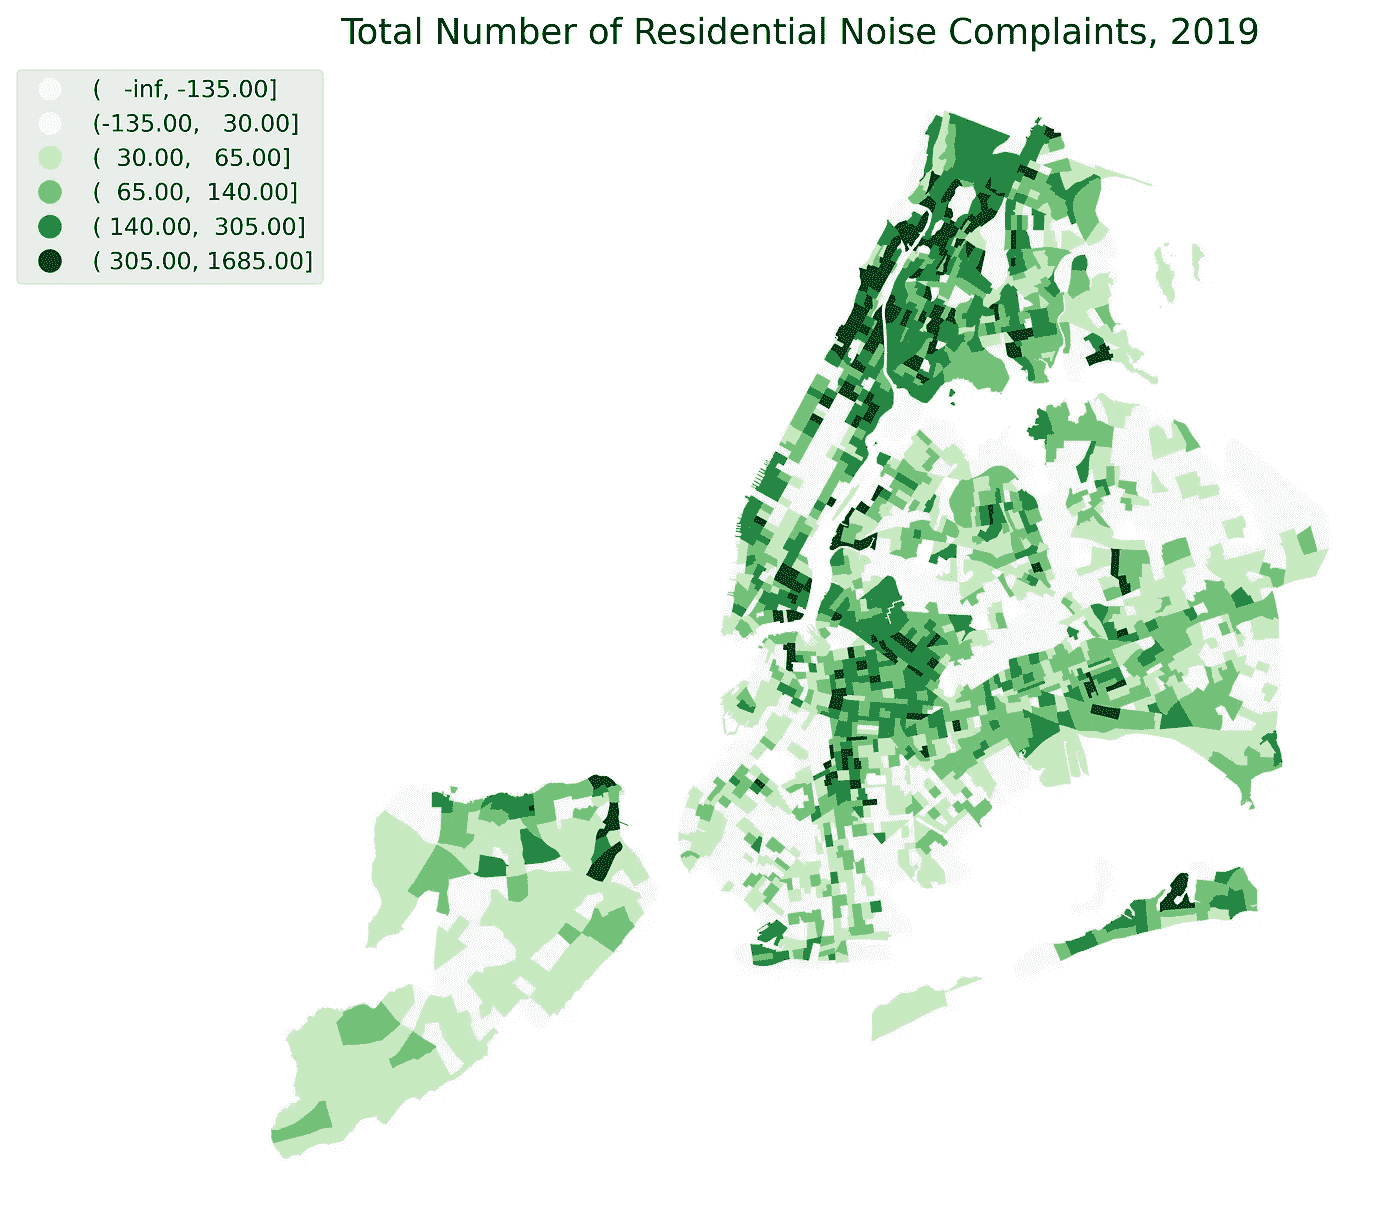 Total Number of Residential Noise Complaints, 2019
(   -inf, -135.00]
(-135.00,   30.00]
(  30.00,   65.00]
(  65.00,  140.00]
( 140.00,  305.00]
( 305.00, 1685.00]